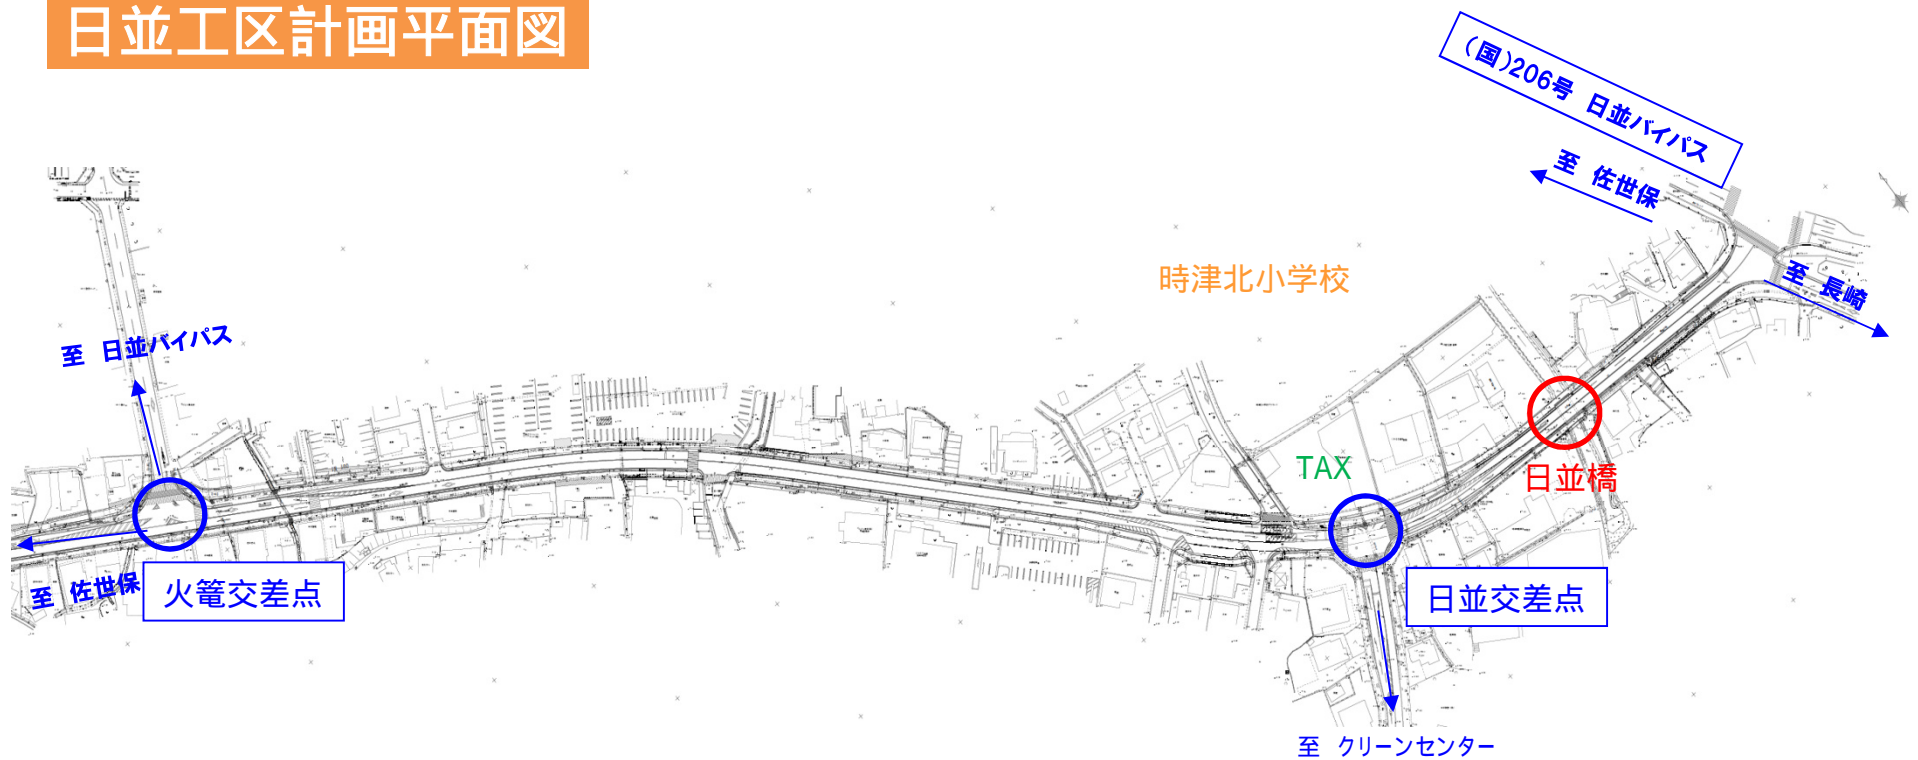 日並工区計画平面図
(国)206号 日並バイパス
至 佐世保
時津北小学校
至 長崎
至 日並バイパス
TAX
日並橋
至 佐世保
火篭交差点
日並交差点
至 クリーンセンター